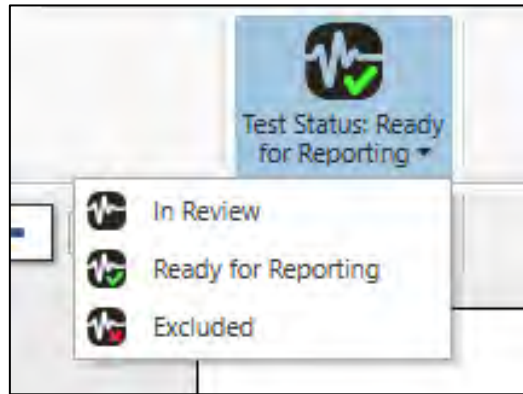 Test Status: Ready
for Reporting
In Review
Ready for Reporting
Excluded